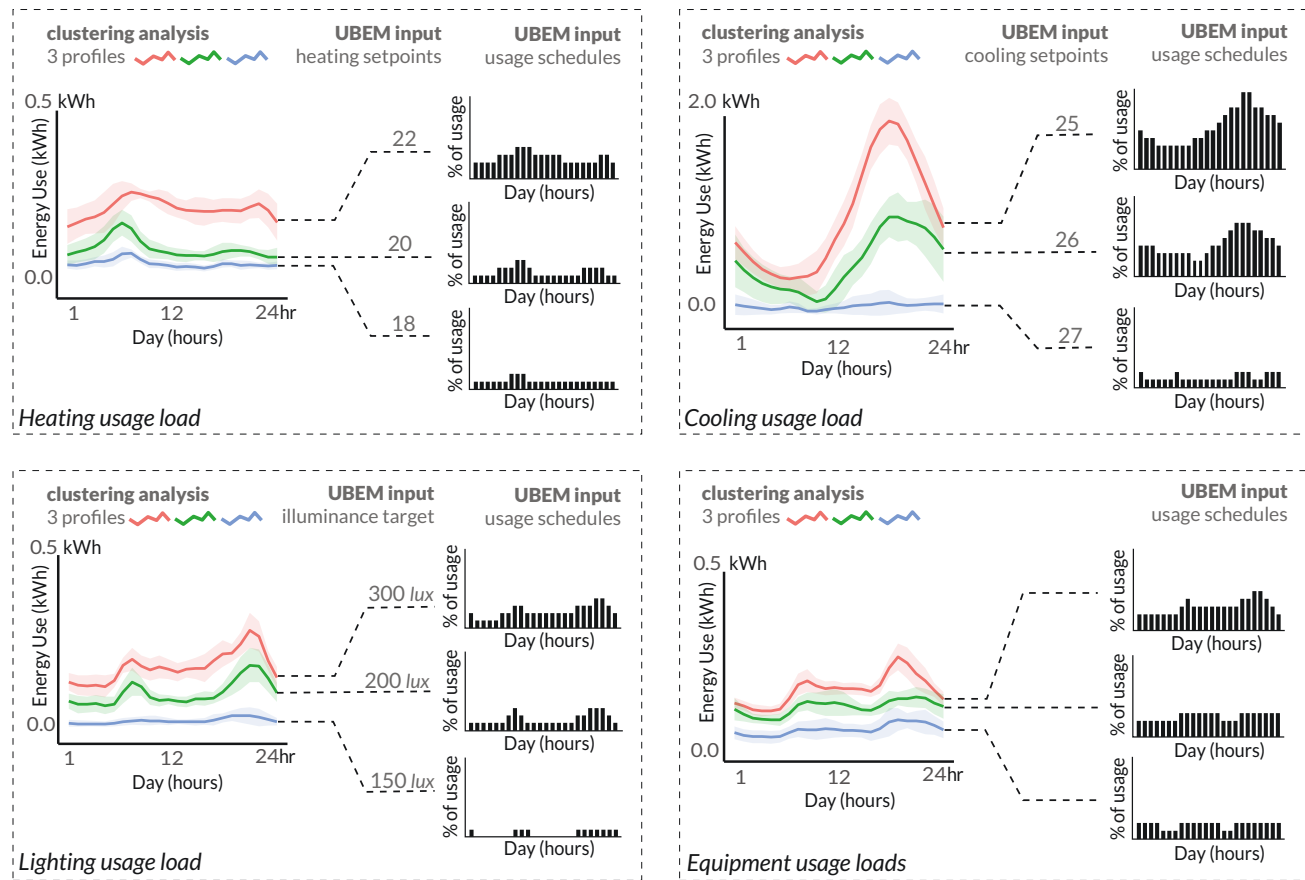 clustering analysis
3 profiles
UBEM input
heating setpoints
UBEM input
usage schedules
0.5 kWh
Energy Use (kWh)
0.0
1 12 24hr
Day (hours)
22
20
18
% of usage
Day (hours)
% of usage
Day (hours)
% of usage
Day (hours)
Heating usage load
clustering analysis
3 profiles
UBEM input
cooling setpoints
UBEM input
usage schedules
2.0 kWh
Energy Use (kWh)
0.0
1 12 24hr
Day (hours)
25
26
27
% of usage
Day (hours)
% of usage
Day (hours)
% of usage
Day (hours)
Cooling usage load
clustering analysis
3 profiles
UBEM input
illuminance target
UBEM input
usage schedules
0.5 kWh
Energy Use (kWh)
0.0
1 12 24hr
Day (hours)
300 lux
200 lux
150 lux
% of usage
Day (hours)
% of usage
Day (hours)
% of usage
Day (hours)
Lighting usage load
clustering analysis
3 profiles
UBEM input
usage schedules
0.5 kWh
Energy Use (kWh)
0.0
1 12 24hr
Day (hours)
% of usage
Day (hours)
% of usage
Day (hours)
% of usage
Day (hours)
Equipment usage loads